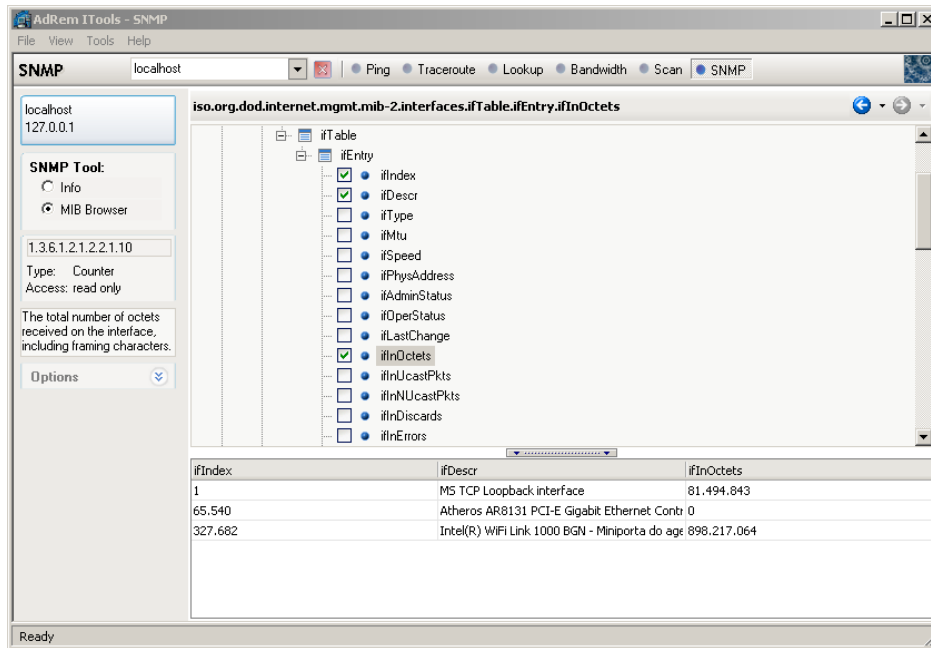 AdRem ITools - SNMP
File View Tools Help
SNMP localhost Ping Traceroute Lookup Bandwidth Scan SNMP
localhost
127.0.0.1
SNMP Tool:
Info
MIB Browser
1.3.6.1.2.1.2.2.1.10
Type: Counter
Access: read only
The total number of octets
received on the interface,
including framing characters.
Options
iso.org.dod.internet.mgmt.mib-2.interfaces.ifTable.ifEntry.ifInOctets
ifTable
ifEntry
ifIndex
ifDescr
ifType
ifMtu
ifSpeed
ifPhysAddress
ifAdminStatus
ifOperStatus
ifLastChange
ifInOctets
ifInUcastPkts
ifInNUcastPkts
ifInDiscards
ifInErrors
ifIndex ifDescr ifInOctets
1 MS TCP Loopback interface 81.494.843
65.540 Atheros AR8131 PCI-E Gigabit Ethernet Contr 0
327.682 Intel(R) WiFi Link 1000 BGN - Miniporta do age 898.217.064
Ready